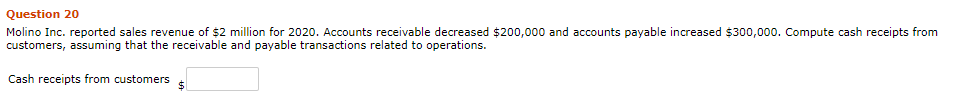 Question 20
Molino Inc. reported sales revenue of $2 million for 2020. Accounts receivable decreased $200,000 and accounts payable increased $300,000. Compute cash receipts from
customers, assuming that the receivable and payable transactions related to operations.
Cash receipts from customers $